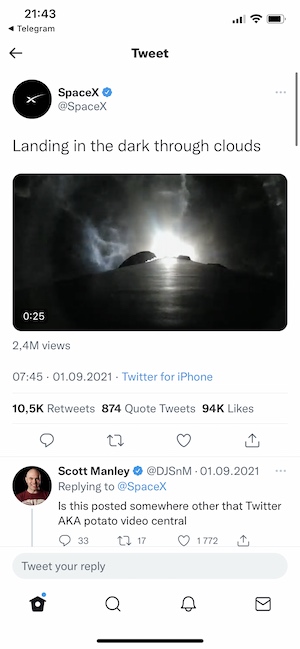 21:43
◀ Telegram
Tweet
SpaceX
@SpaceX
Landing in the dark through clouds
0:25
2,4M views
07:45 · 01.09.2021 · Twitter for iPhone
10,5K Retweets 874 Quote Tweets 94K Likes
Scott Manley @DJSnM · 01.09.2021
Replying to @SpaceX
Is this posted somewhere other that Twitter
AKA potato video central
33 17 1 772
Tweet your reply